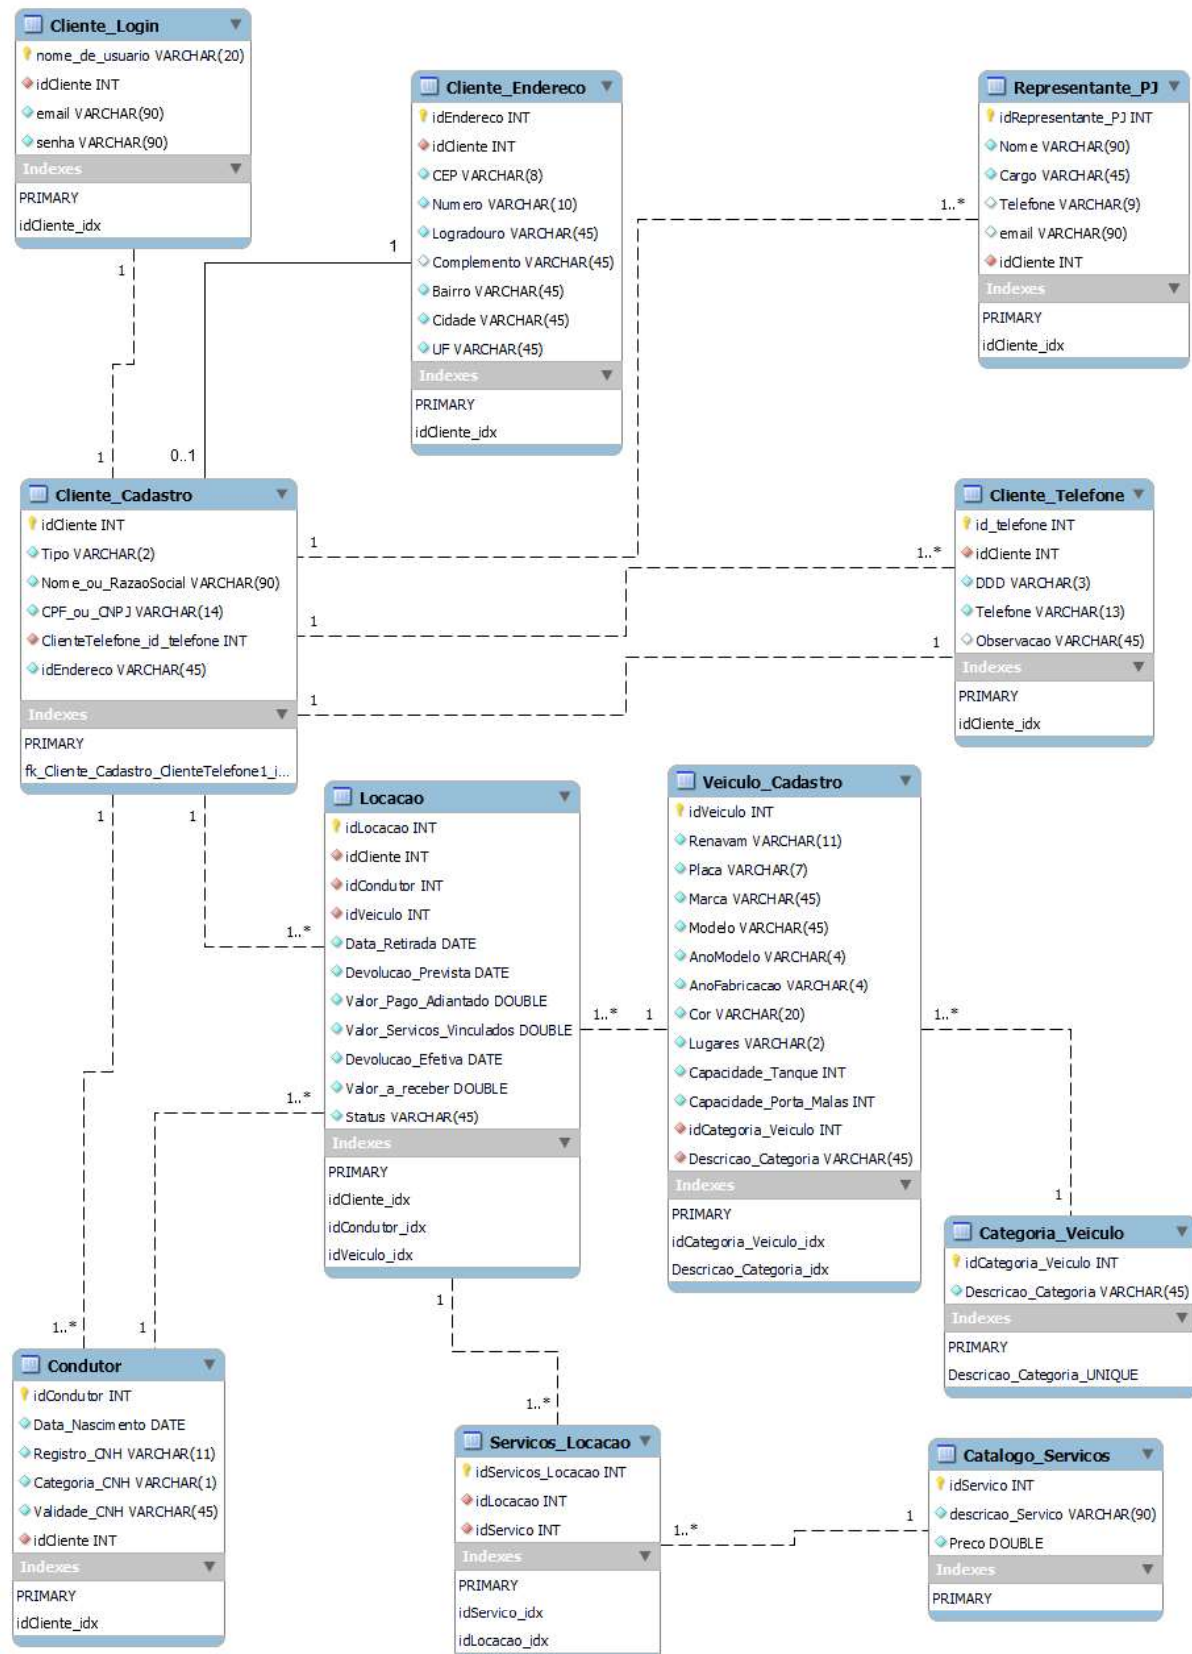 Cliente_Login
nome_de_usuario VARCHAR(20)
idCliente INT
email VARCHAR(90)
senha VARCHAR(90)
Indexes
PRIMARY
idCliente_idx
1
1
Cliente_Endereco
idEndereco INT
idCliente INT
CEP VARCHAR(8)
Numero VARCHAR(10)
Logradouro VARCHAR(45)
Complemento VARCHAR(45)
Bairro VARCHAR(45)
Cidade VARCHAR(45)
UF VARCHAR(45)
Indexes
PRIMARY
idCliente_idx
1
0..1
Representante_PJ
idRepresentante_PJ INT
Nome VARCHAR(90)
Cargo VARCHAR(45)
Telefone VARCHAR(9)
email VARCHAR(90)
idCliente INT
Indexes
PRIMARY
idCliente_idx
1..*
Cliente_Cadastro
idCliente INT
Tipo VARCHAR(2)
Nome_ou_RazaoSocial VARCHAR(90)
CPF_ou_CNPJ VARCHAR(14)
ClienteTelefone_id_telefone INT
idEndereco VARCHAR(45)
Indexes
PRIMARY
fk_Cliente_Cadastro_ClienteTelefone1_i...
1
1
1
1
1
Cliente_Telefone
id_telefone INT
idCliente INT
DDD VARCHAR(3)
Telefone VARCHAR(13)
Observacao VARCHAR(45)
Indexes
PRIMARY
idCliente_idx
1..*
1
Locacao
idLocacao INT
idCliente INT
idCondutor INT
idVeiculo INT
Data_Retirada DATE
Devolucao_Prevista DATE
Valor_Pago_Adiantado DOUBLE
Valor_Servicos_Vinculados DOUBLE
Devolucao_Efetiva DATE
Valor_a_receber DOUBLE
Status VARCHAR(45)
Indexes
PRIMARY
idCliente_idx
idCondutor_idx
idVeiculo_idx
1..*
1..*
1..*
1
1
Veiculo_Cadastro
idVeiculo INT
Renavam VARCHAR(11)
Placa VARCHAR(7)
Marca VARCHAR(45)
Modelo VARCHAR(45)
AnoModelo VARCHAR(4)
AnoFabricacao VARCHAR(4)
Cor VARCHAR(20)
Lugares VARCHAR(2)
Capacidade_Tanque INT
Capacidade_Porta_Malas INT
idCategoria_Veiculo INT
Descricao_Categoria VARCHAR(45)
Indexes
PRIMARY
idCategoria_Veiculo_idx
Descricao_Categoria_idx
1..*
1
Categoria_Veiculo
idCategoria_Veiculo INT
Descricao_Categoria VARCHAR(45)
Indexes
PRIMARY
Descricao_Categoria_UNIQUE
1..*
1
Condutor
idCondutor INT
Data_Nascimento DATE
Registro_CNH VARCHAR(11)
Categoria_CNH VARCHAR(1)
Validade_CNH VARCHAR(45)
idCliente INT
Indexes
PRIMARY
idCliente_idx
1..*
Servicos_Locacao
idServicos_Locacao INT
idLocacao INT
idServico INT
Indexes
PRIMARY
idServico_idx
idLocacao_idx
1..*
1
Catalogo_Servicos
idServico INT
descricao_Servico VARCHAR(90)
Preco DOUBLE
Indexes
PRIMARY